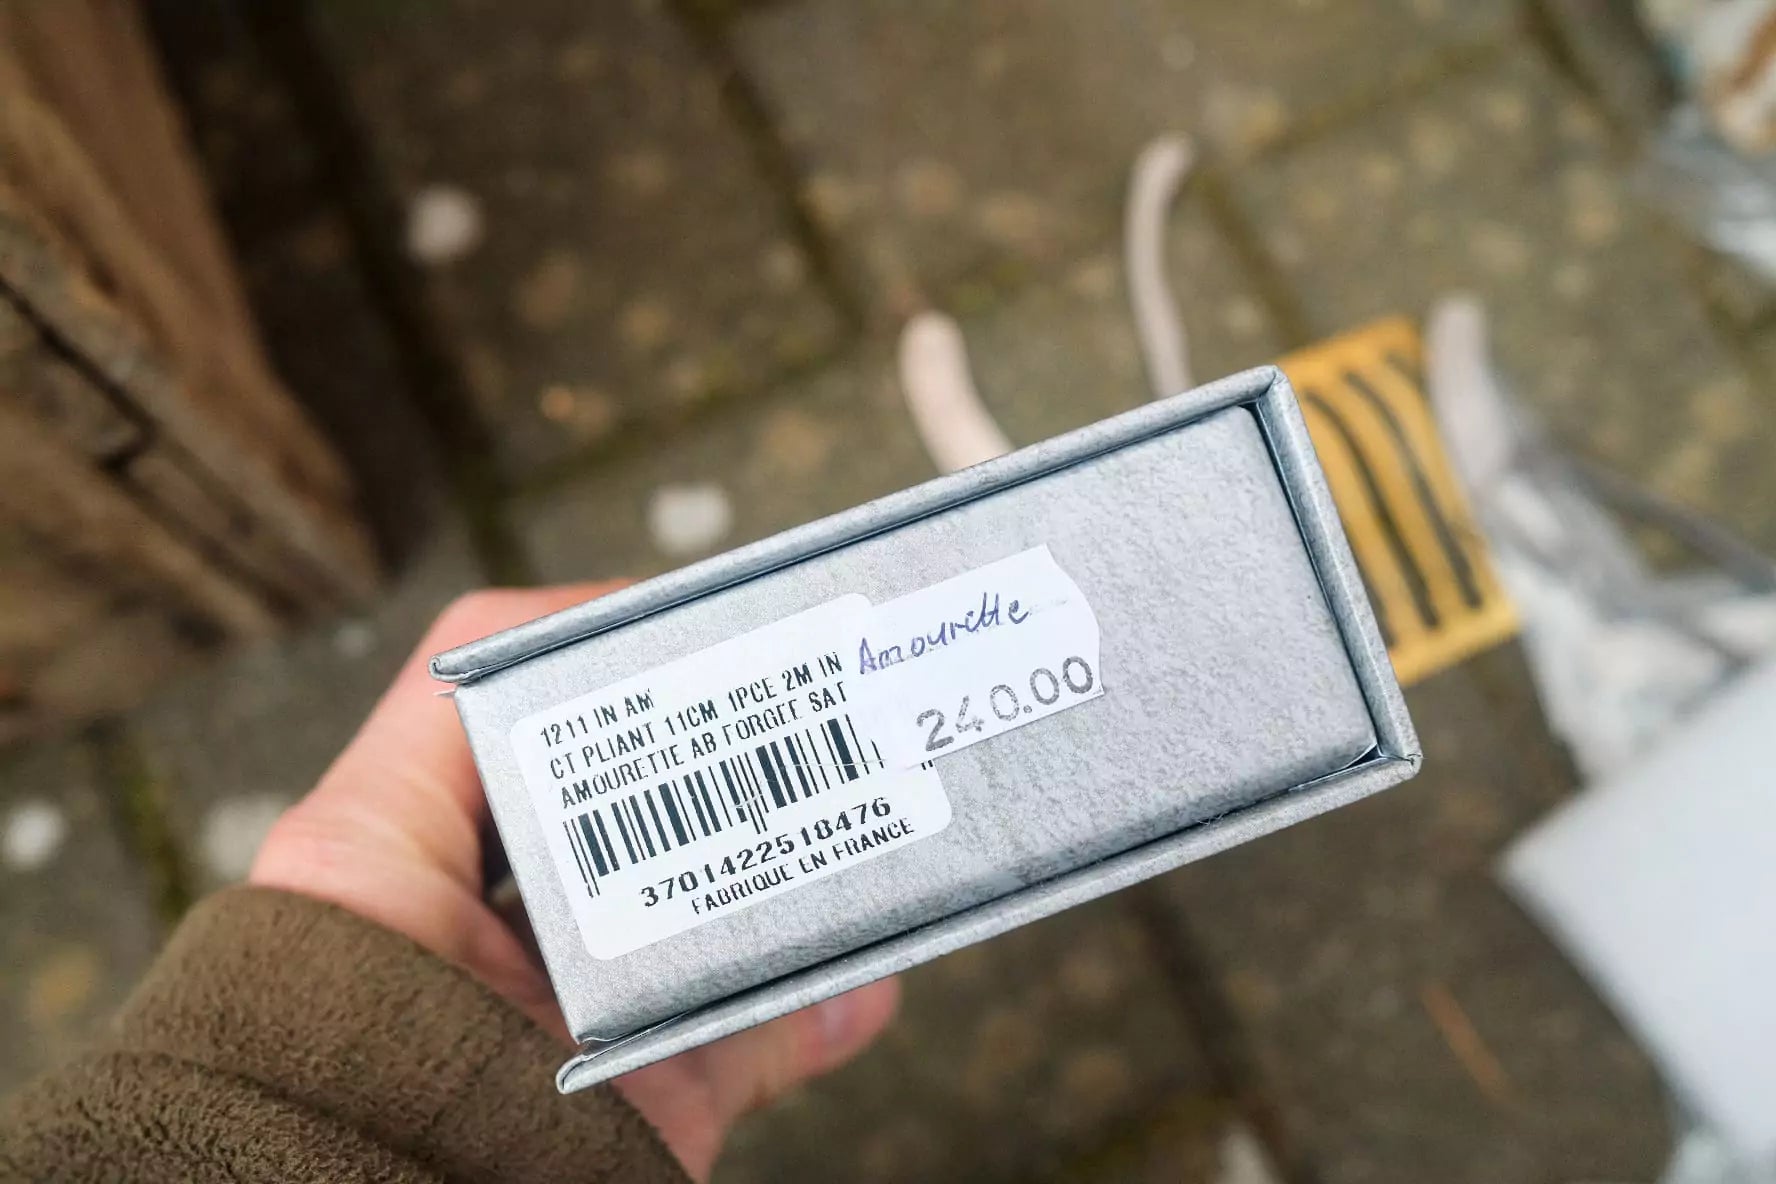 1211 IN AM
CT PLIANT 11CM 1PCE 2M IN
AMOURETTE AB FORGEE SAT
3701422518476
FABRIQUE EN FRANCE
Amourette
240.00